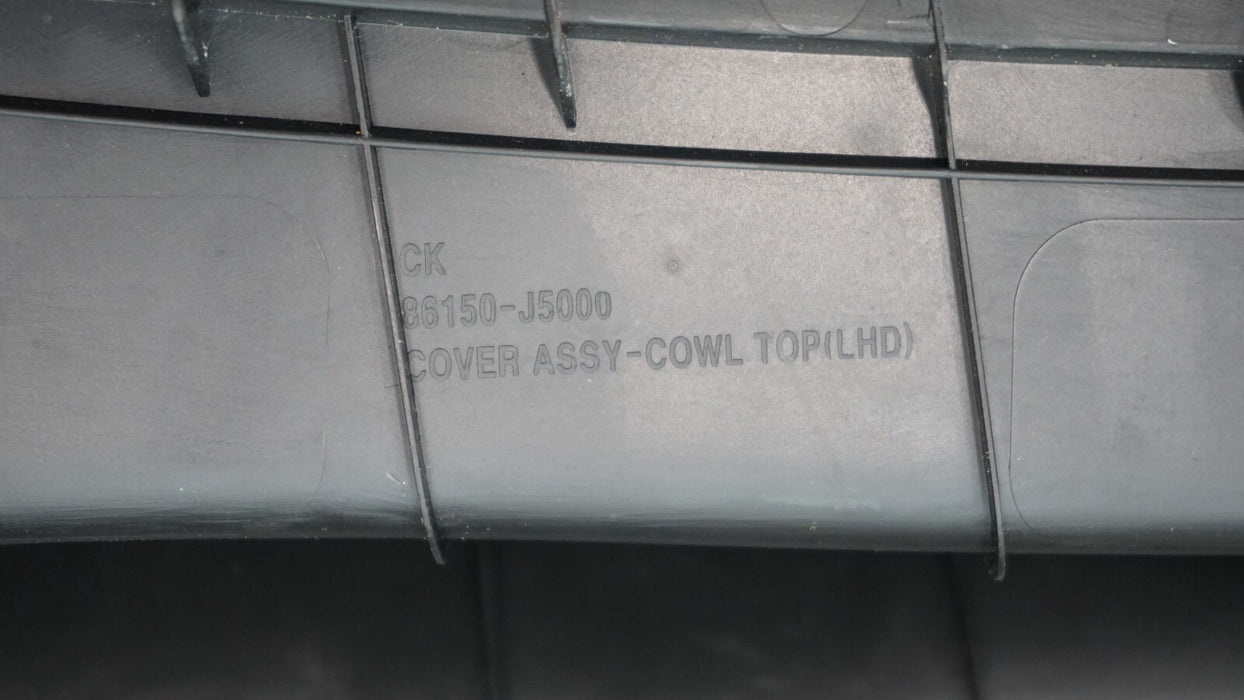 CK
86150-J5000
COVER ASSY-COWL TOP(LHD)